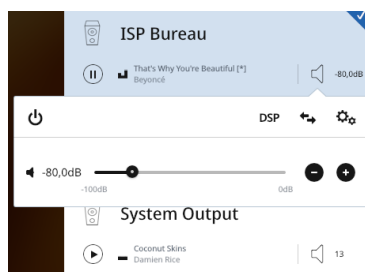 ISP Bureau
That's Why You're Beautiful [*]
Beyoncé
-80,0dB
DSP
-80,0dB
-100dB
0dB
System Output
Coconut Skins
Damien Rice
13